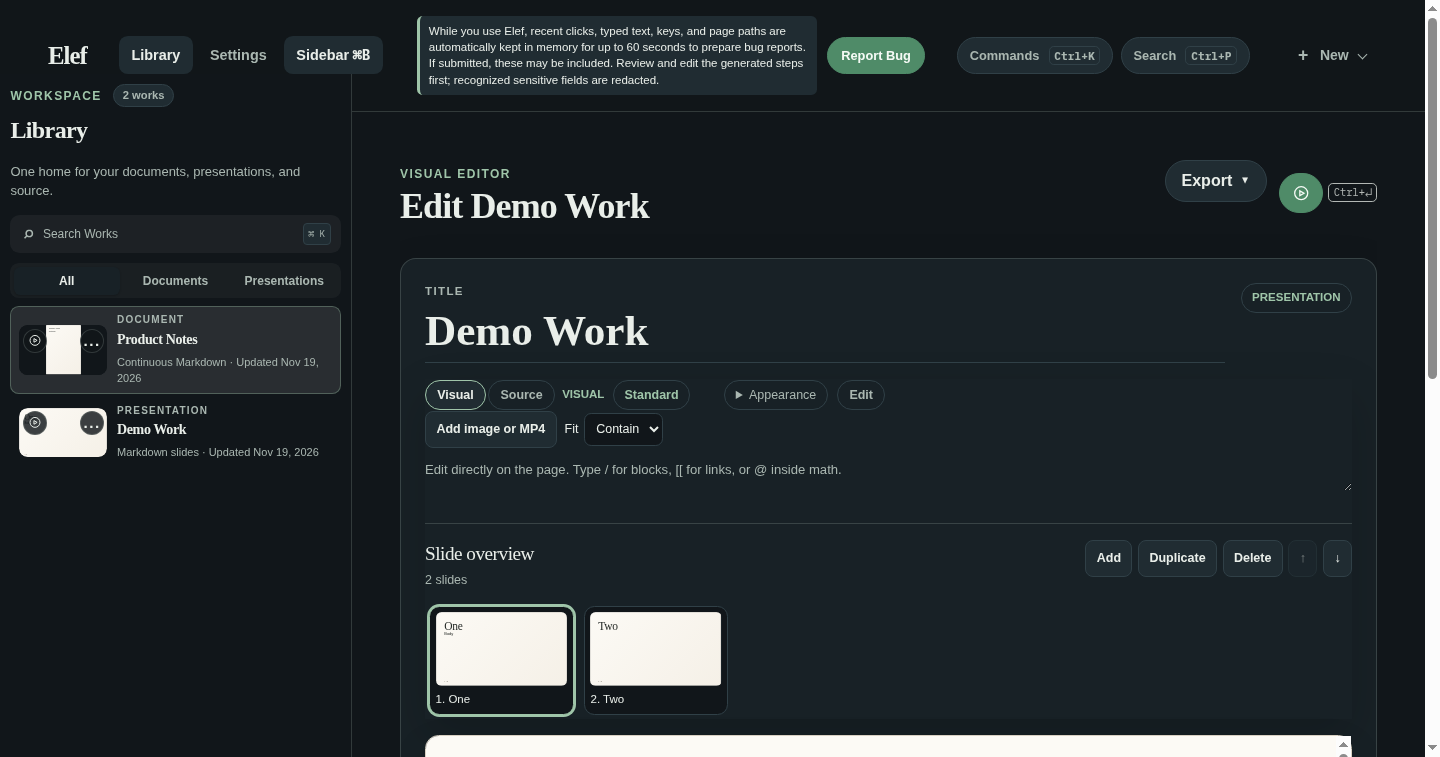 Elef
Library
Settings
Sidebar ⌘B
While you use Elef, recent clicks, typed text, keys, and page paths are
automatically kept in memory for up to 60 seconds to prepare bug reports.
If submitted, these may be included. Review and edit the generated steps
first; recognized sensitive fields are redacted.
Report Bug
Commands Ctrl+K
Search Ctrl+P
+ New
WORKSPACE
2 works
Library
One home for your documents, presentations, and
source.
Search Works
⌘ K
All
Documents
Presentations
DOCUMENT
Product Notes
Continuous Markdown · Updated Nov 19,
2026
PRESENTATION
Demo Work
Markdown slides · Updated Nov 19, 2026
VISUAL EDITOR
Edit Demo Work
Export ▼
Ctrl+↵
TITLE
PRESENTATION
Demo Work
Visual
Source
VISUAL
Standard
▶ Appearance
Edit
Add image or MP4
Fit
Contain
Edit directly on the page. Type / for blocks, [[ for links, or @ inside math.
Slide overview
2 slides
Add
Duplicate
Delete
↑
↓
One
Two
1. One
2. Two